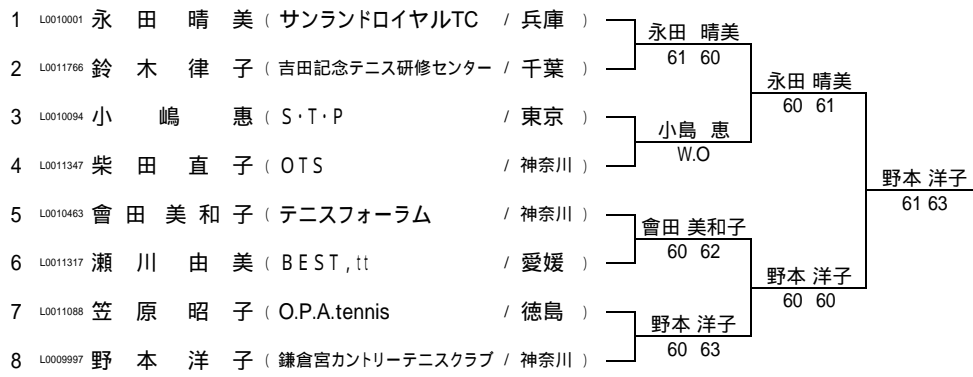 1 L0010001 永田晴美 ( サンランドロイヤルTC / 兵庫 )
2 L0011766 鈴木律子 ( 吉田記念テニス研修センター / 千葉 )
3 L0010094 小嶋恵 ( S・T・P / 東京 )
4 L0011347 柴田直子 ( OTS / 神奈川 )
5 L0010463 會田美和子 ( テニスフォーラム / 神奈川 )
6 L0011317 瀬川由美 ( BEST,tt / 愛媛 )
7 L0011088 笠原昭子 ( O.P.A.tennis / 徳島 )
8 L0009997 野本洋子 ( 鎌倉宮カントリーテニスクラブ / 神奈川 )
永田 晴美
61 60
小島 恵
W.O
會田 美和子
60 62
野本 洋子
60 63
永田 晴美
60 61
野本 洋子
60 60
野本 洋子
61 63